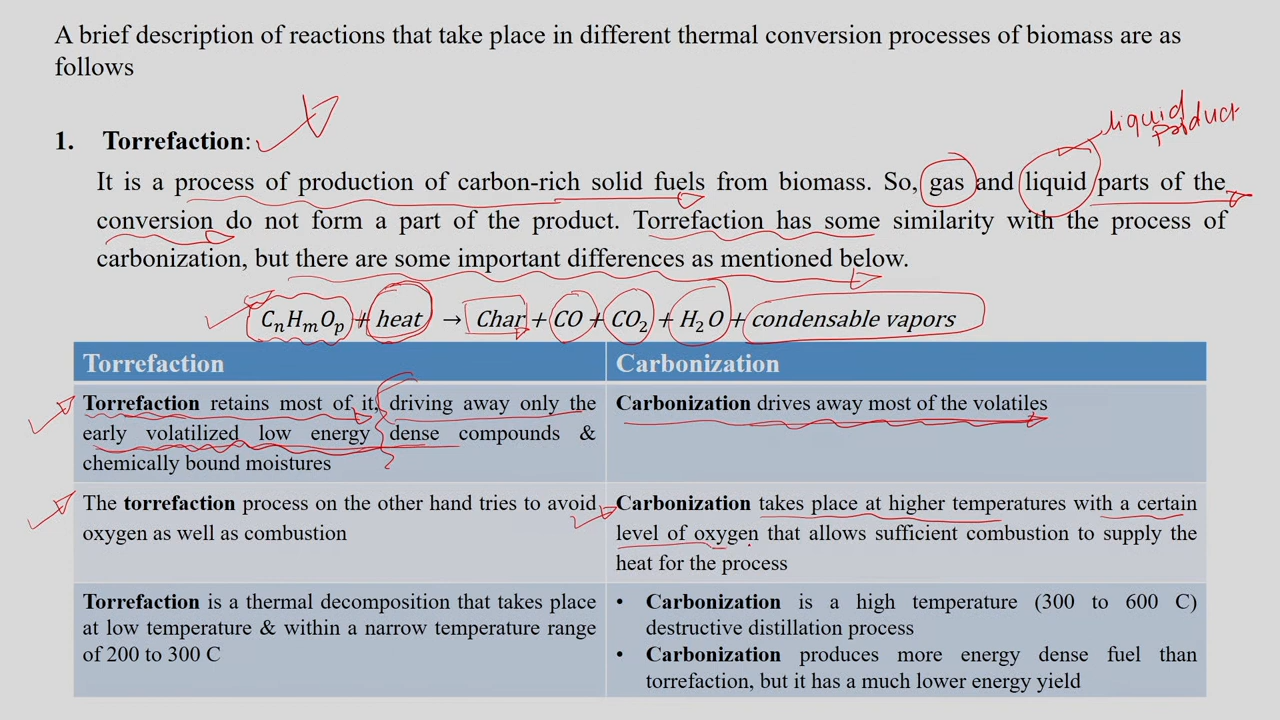 A brief description of reactions that take place in different thermal conversion processes of biomass are as
follows
1. Torrefaction:
liquid
Product
It is a process of production of carbon-rich solid fuels from biomass. So, gas and liquid parts of the
conversion do not form a part of the product. Torrefaction has some similarity with the process of
carbonization, but there are some important differences as mentioned below.
CₙHₘOₚ + heat → Char + CO + CO₂ + H₂O + condensable vapors
Torrefaction
Carbonization
Torrefaction retains most of it, driving away only the
early volatilized low energy dense compounds &
chemically bound moistures
Carbonization drives away most of the volatiles
The torrefaction process on the other hand tries to avoid
oxygen as well as combustion
Carbonization takes place at higher temperatures with a certain
level of oxygen that allows sufficient combustion to supply the
heat for the process
Torrefaction is a thermal decomposition that takes place
at low temperature & within a narrow temperature range
of 200 to 300 C
• Carbonization is a high temperature (300 to 600 C)
destructive distillation process
• Carbonization produces more energy dense fuel than
torrefaction, but it has a much lower energy yield